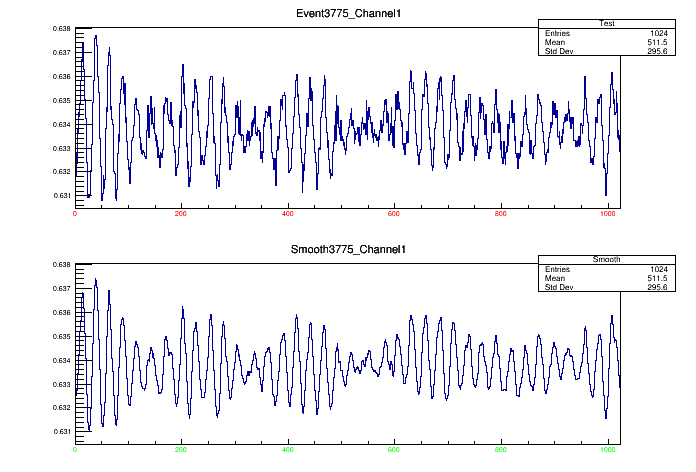 Event3775_Channel1
Test
Entries 1024
Mean 511.5
Std Dev 295.6
0.638
0.637
0.636
0.635
0.634
0.633
0.632
0.631
0 200 400 600 800 1000
Smooth3775_Channel1
Smooth
Entries 1024
Mean 511.5
Std Dev 295.6
0.638
0.637
0.636
0.635
0.634
0.633
0.632
0.631
0 200 400 600 800 1000